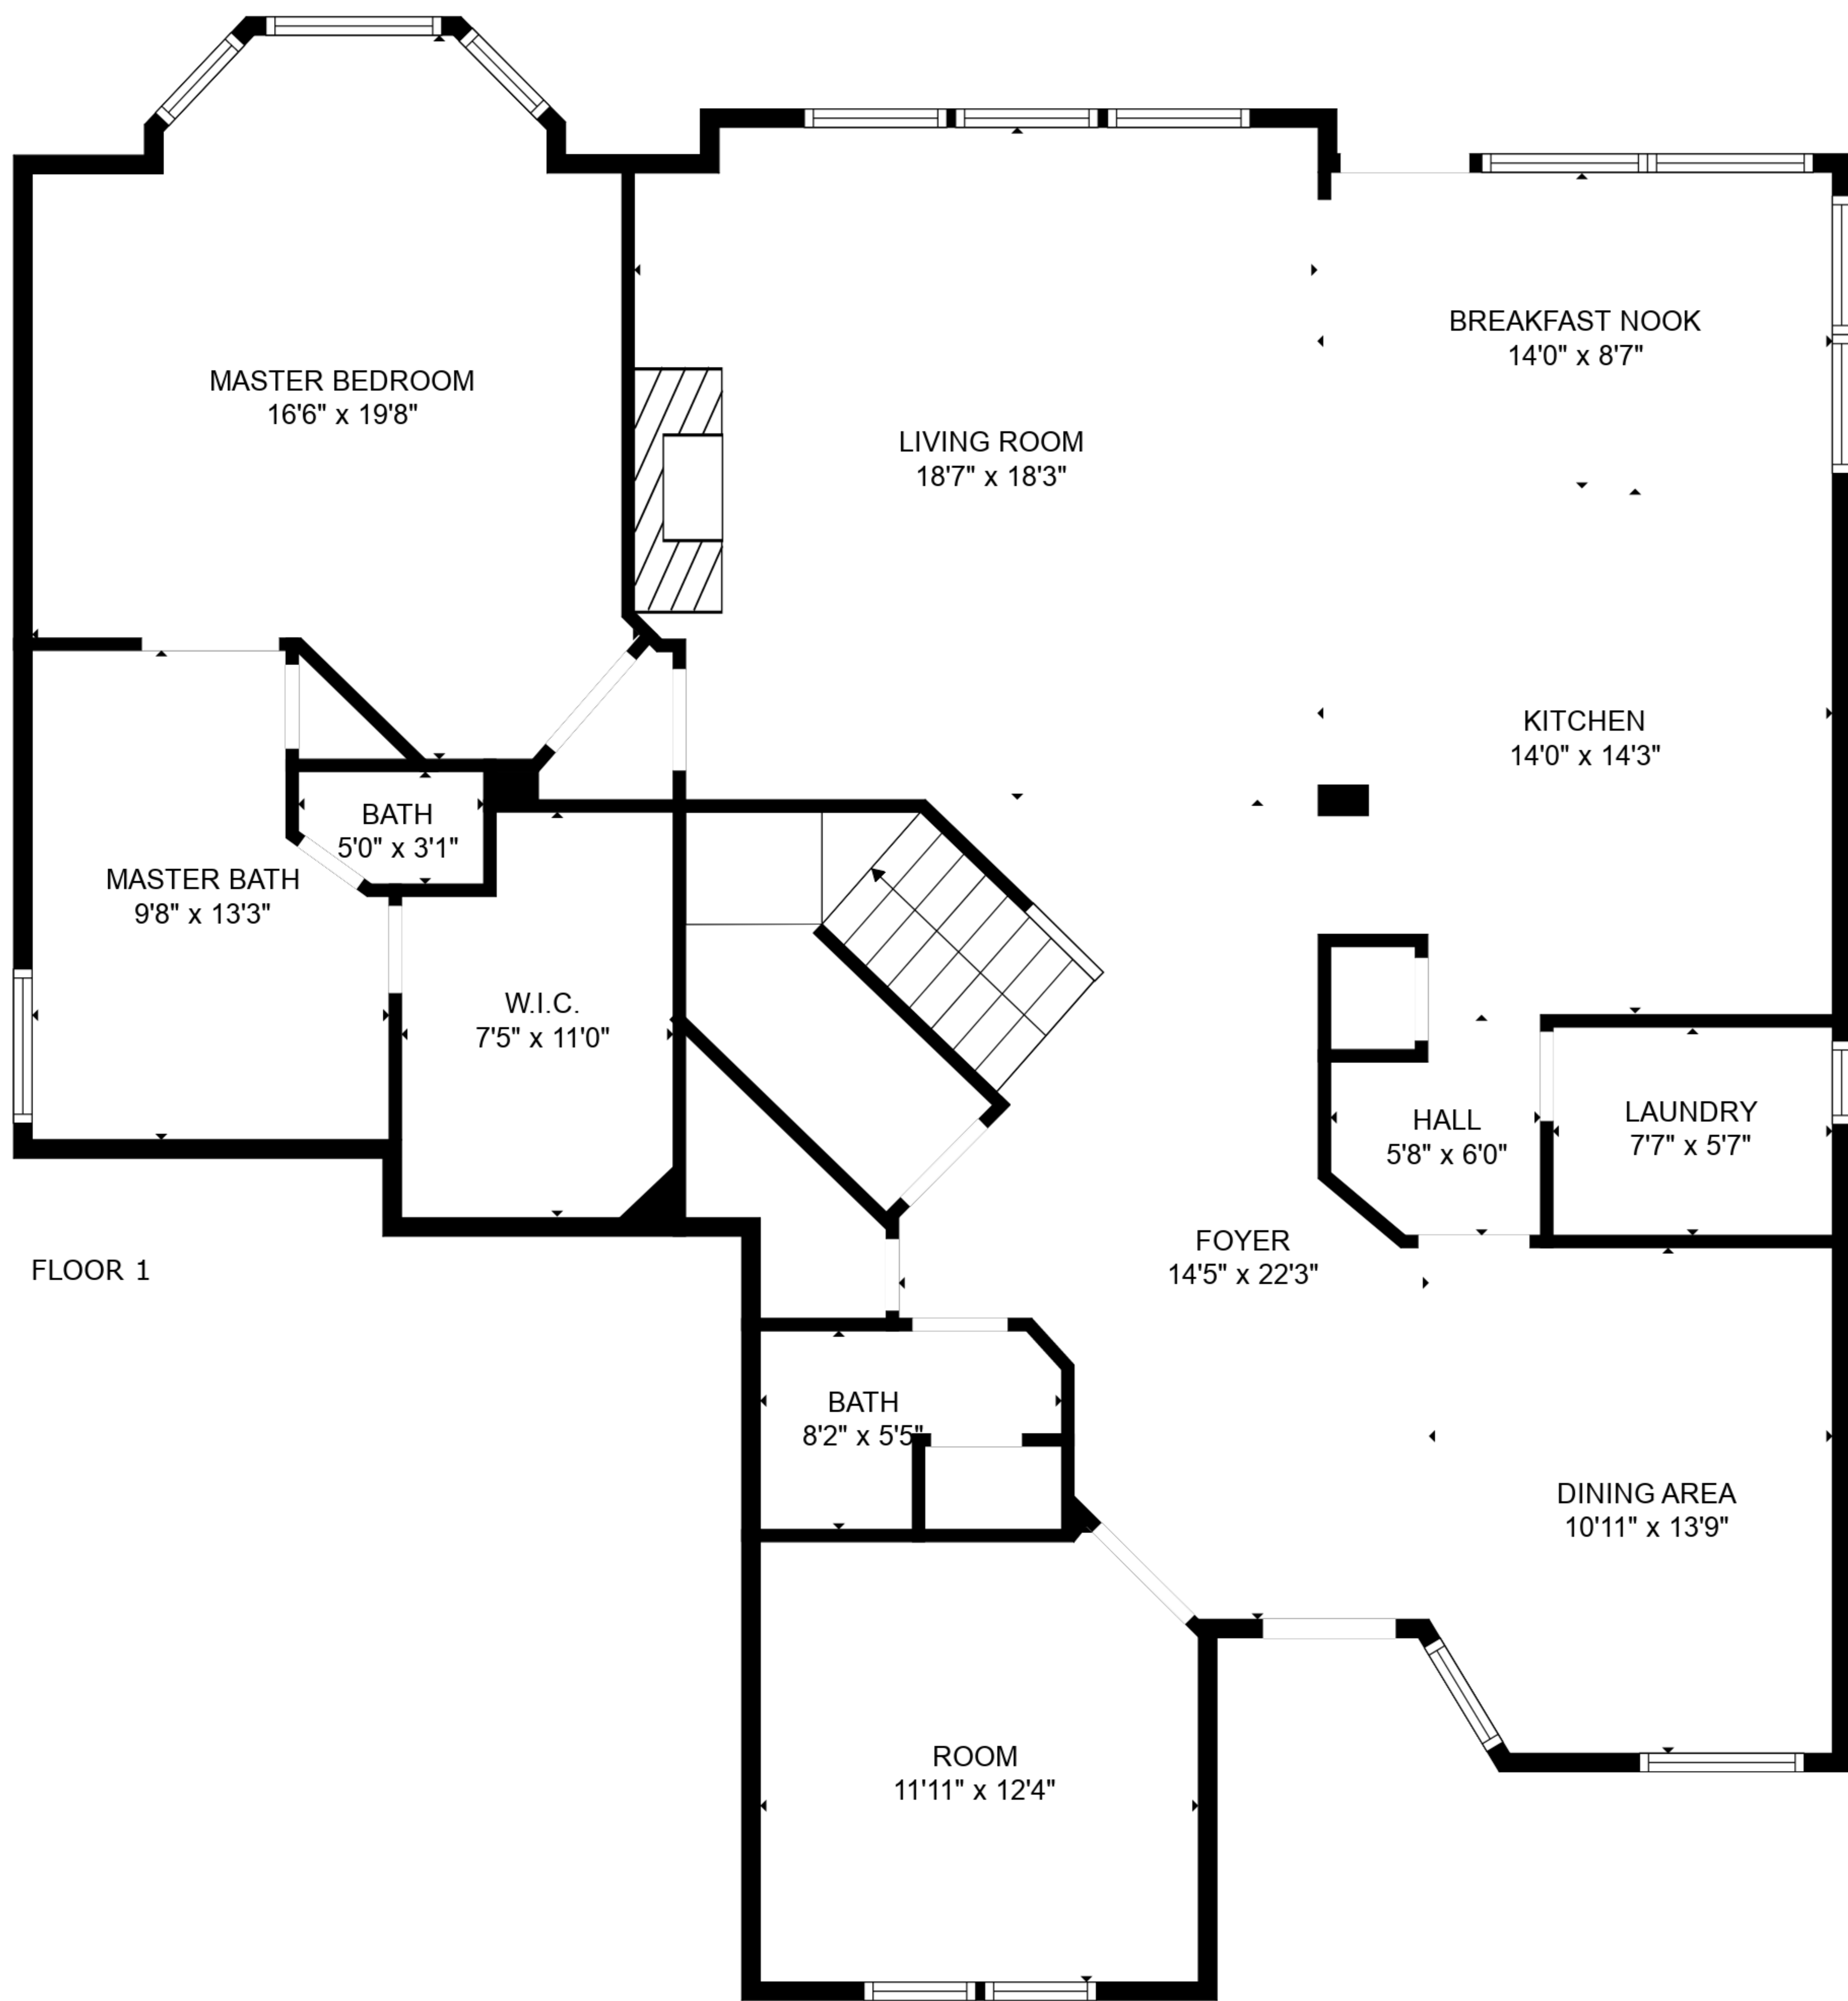 BREAKFAST NOOK
14'0" x 8'7"
MASTER BEDROOM
16'6" x 19'8"
LIVING ROOM
18'7" x 18'3"
KITCHEN
14'0" x 14'3"
BATH
5'0" x 3'1"
MASTER BATH
9'8" x 13'3"
W.I.C.
7'5" x 11'0"
HALL
5'8" x 6'0"
LAUNDRY
7'7" x 5'7"
FOYER
14'5" x 22'3"
FLOOR 1
BATH
8'2" x 5'5"
DINING AREA
10'11" x 13'9"
ROOM
11'11" x 12'4"